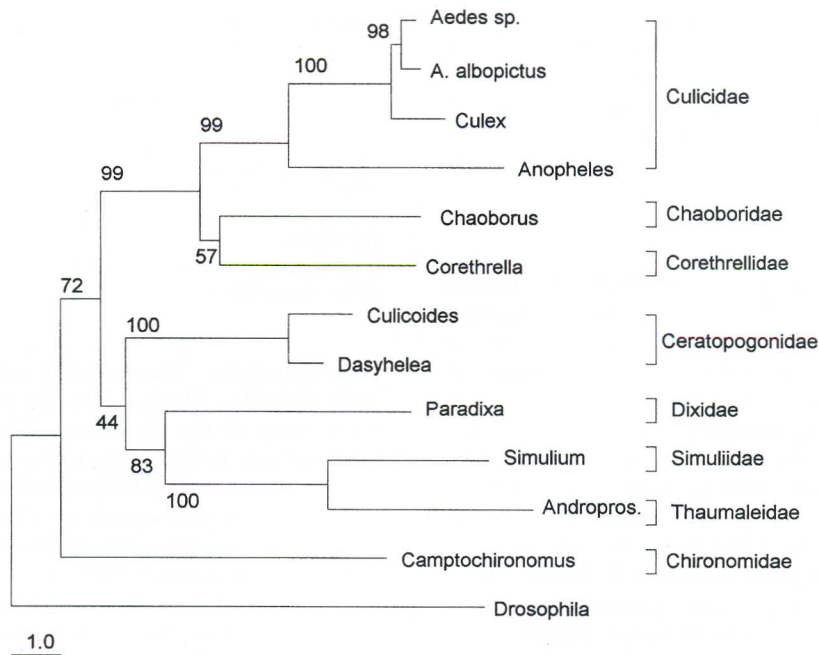 Aedes sp.
98
A. albopictus
100
Culicidae
Culex
99
Anopheles
99
Chaoborus
Chaoboridae
57
Corethrella
Corethrellidae
72
Culicoides
100
Ceratopogonidae
Dasyhelea
Paradixa
Dixidae
44
Simulium
Simuliidae
83
100
Andropros.
Thaumaleidae
Camptochironomus
Chironomidae
Drosophila
1.0